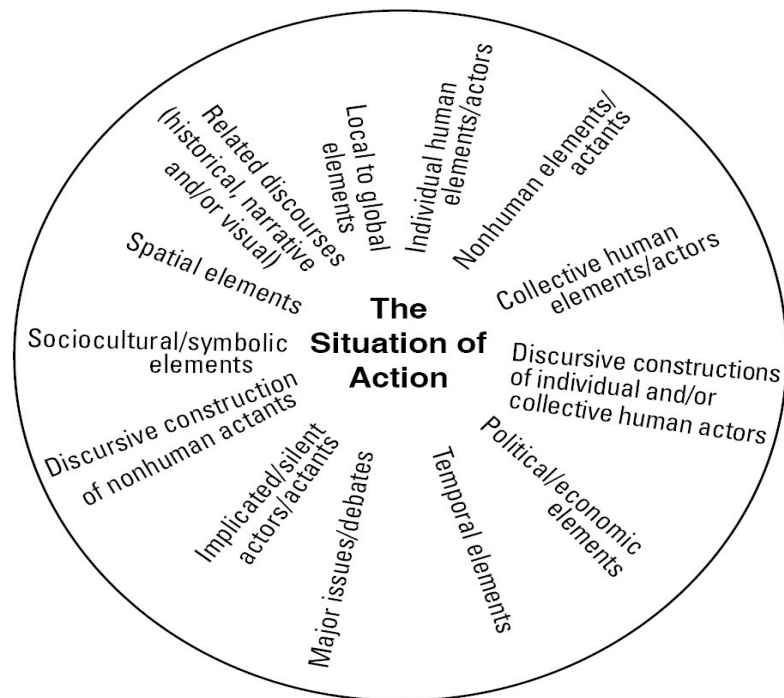 The
Situation of
Action
Individual human
elements/actors
Nonhuman elements/
actants
Collective human
elements/actors
Discursive constructions
of individual and/or
collective human actors
Political/economic
elements
Temporal elements
Major issues/debates
Implicated/silent
actors/actants
Discursive construction
of nonhuman actants
Sociocultural/symbolic
elements
Spatial elements
Related discourses
(historical, narrative
and/or visual)
Local to global
elements